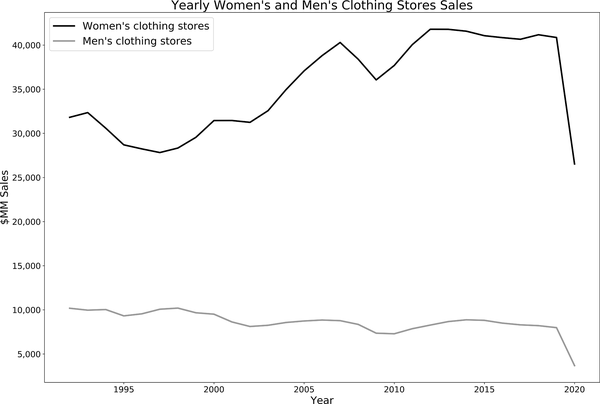 Yearly Women's and Men's Clothing Stores Sales
Women's clothing stores
Men's clothing stores
$MM Sales
40,000
35,000
30,000
25,000
20,000
15,000
10,000
5,000
1995 2000 2005 2010 2015 2020
Year